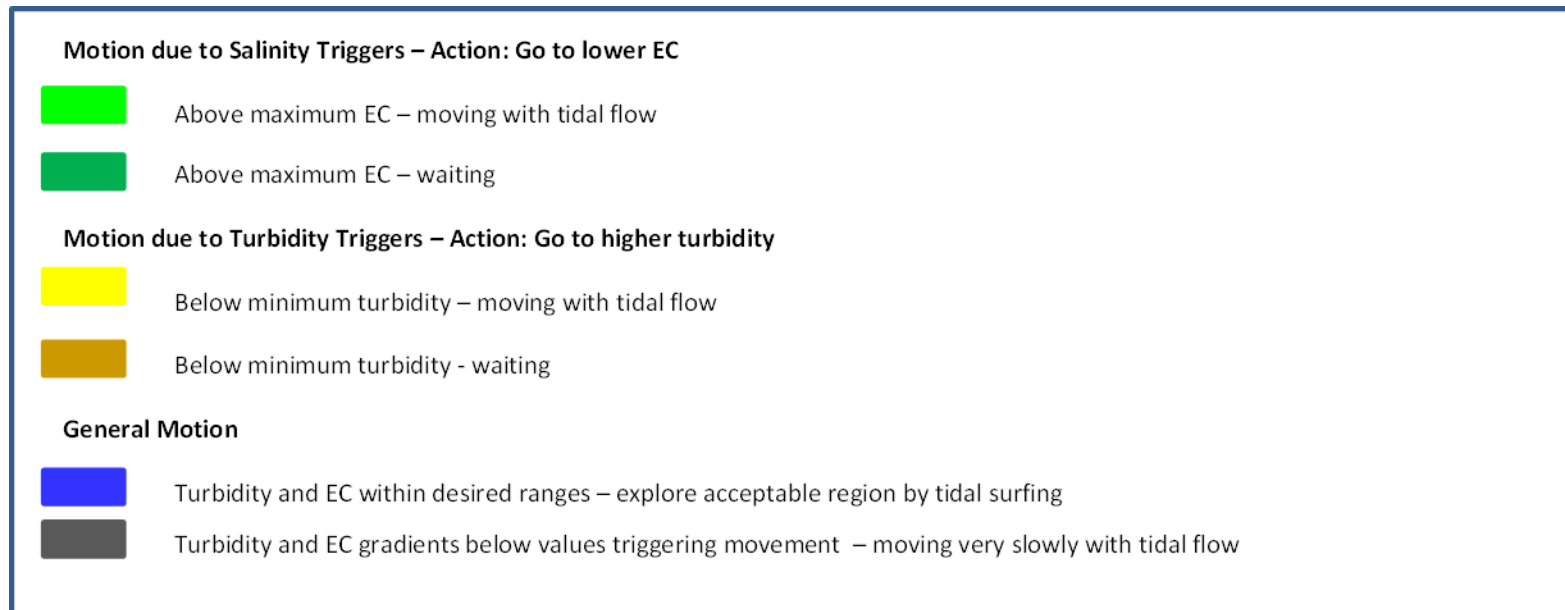 Motion due to Salinity Triggers – Action: Go to lower EC
Above maximum EC – moving with tidal flow
Above maximum EC – waiting
Motion due to Turbidity Triggers – Action: Go to higher turbidity
Below minimum turbidity – moving with tidal flow
Below minimum turbidity - waiting
General Motion
Turbidity and EC within desired ranges – explore acceptable region by tidal surfing
Turbidity and EC gradients below values triggering movement – moving very slowly with tidal flow